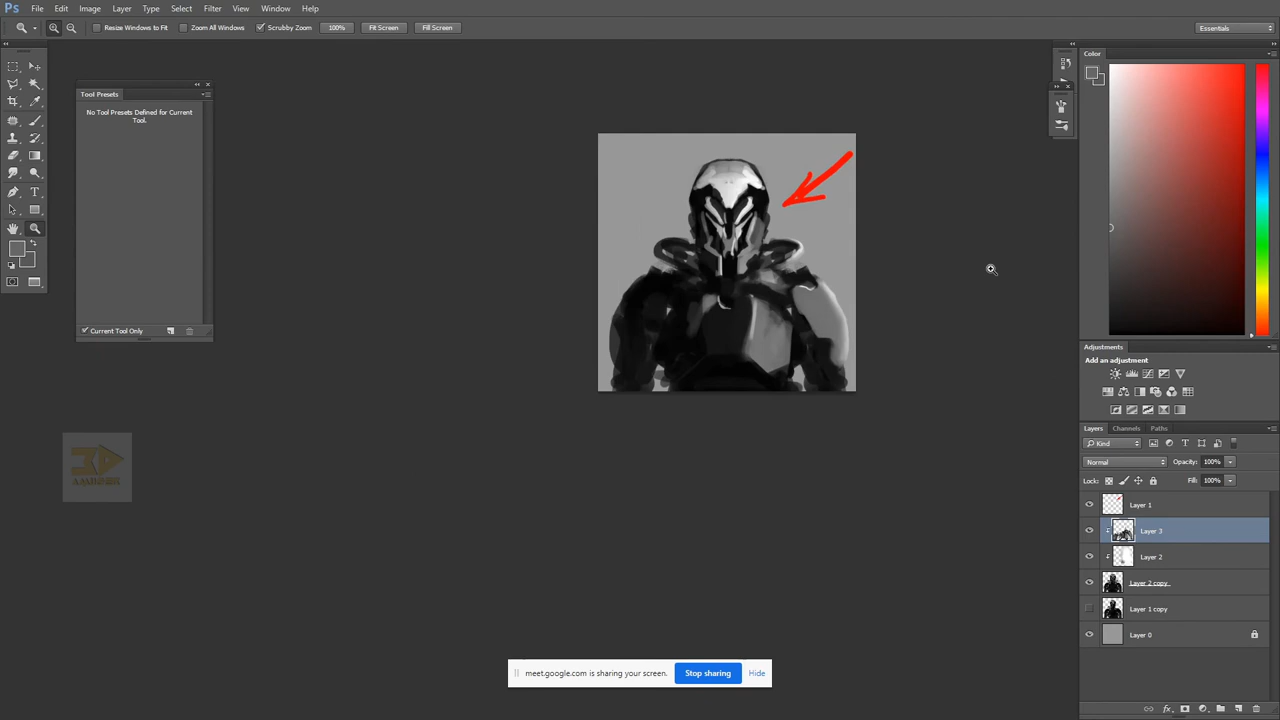 Ps File Edit Image Layer Type Select Filter View Window Help
Resize Windows to Fit Zoom All Windows Scrubby Zoom 100% Fit Screen Fill Screen Essentials
Color
Tool Presets
No Tool Presets Defined for Current
Tool.
Current Tool Only
Adjustments
Add an adjustment
Layers Channels Paths
Kind
Normal Opacity: 100%
Lock: Fill: 100%
Layer 1
Layer 3
Layer 2
Layer 2 copy
Layer 1 copy
Layer 0
meet.google.com is sharing your screen. Stop sharing Hide